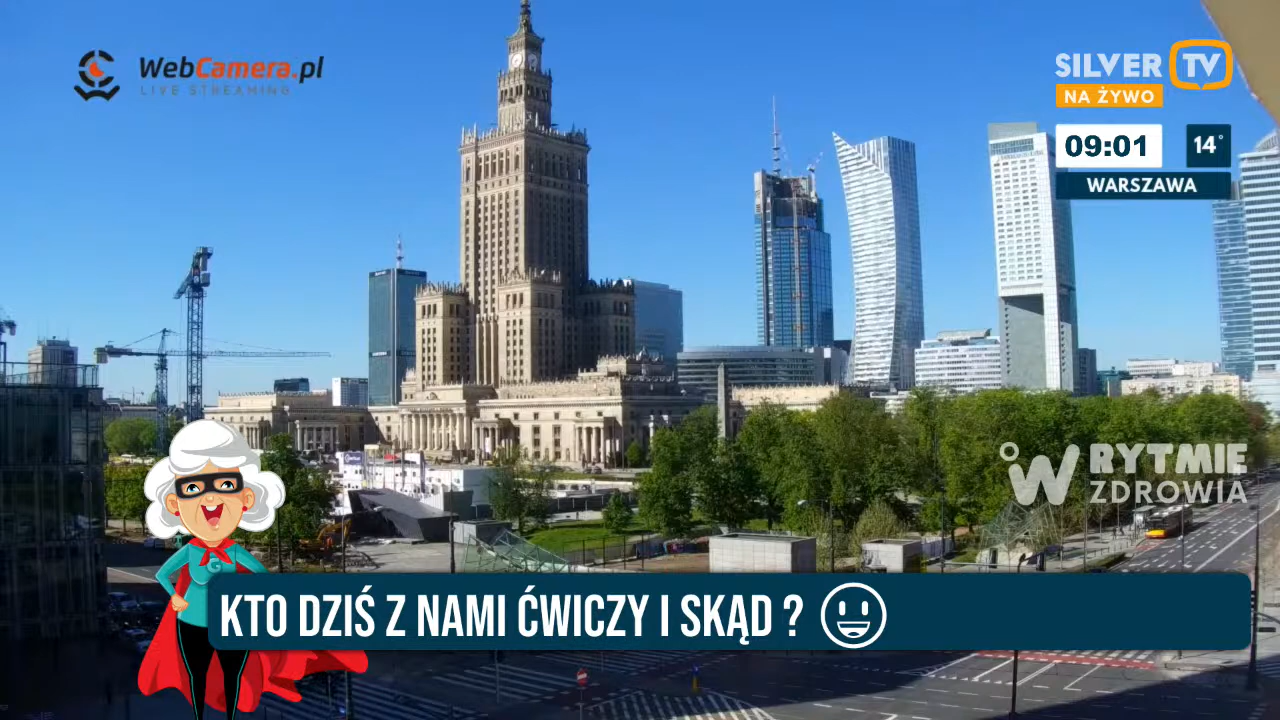 WebCamera.pl
LIVE STREAMING
SILVER TV
NA ŻYWO
09:01
14°
WARSZAWA
W RYTMIE
ZDROWIA
G
KTO DZIŚ Z NAMI ĆWICZY I SKĄD ?